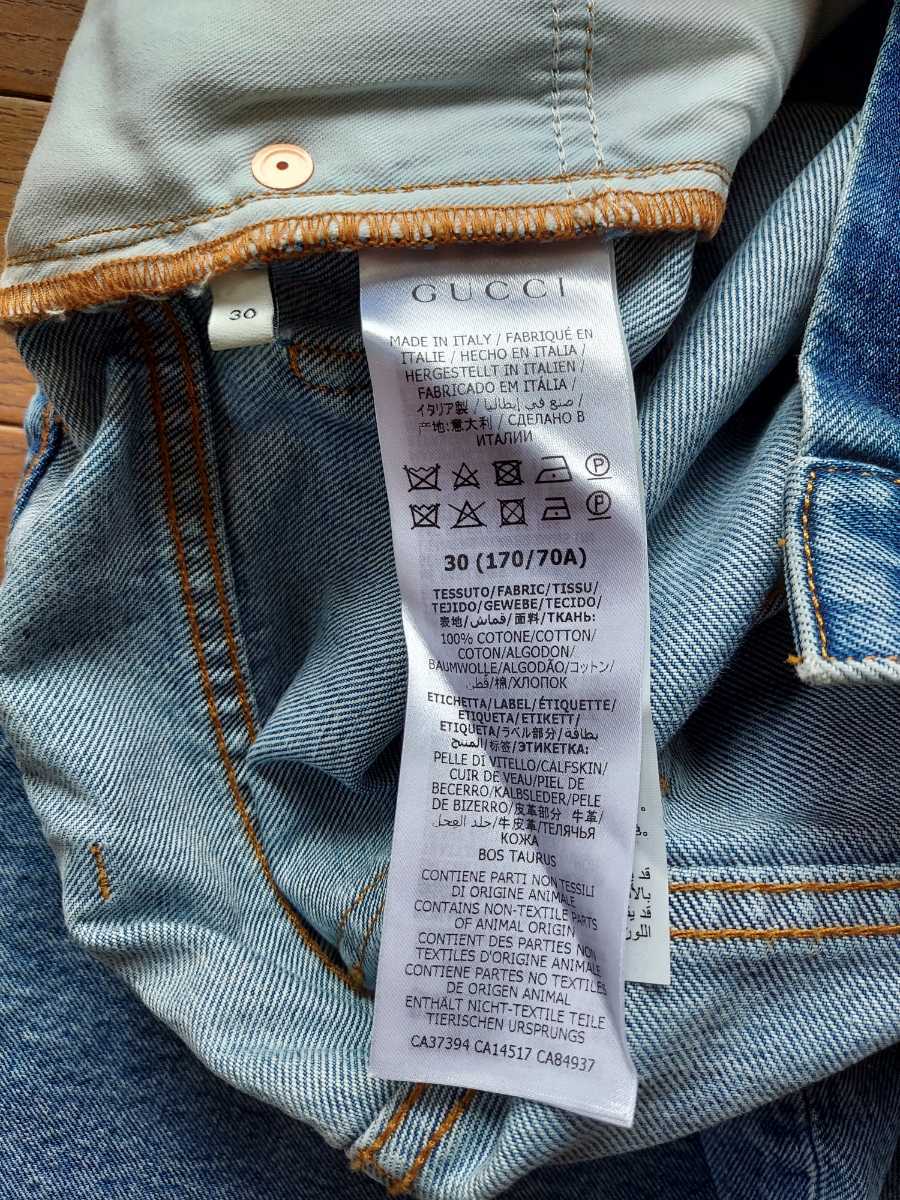 30
GUCCI
MADE IN ITALY / FABRIQUÉ EN
ITALIE / HECHO EN ITALIA /
HERGESTELLT IN ITALIEN /
FABRICADO EM ITÁLIA /
イタリア製 / صنع في إيطاليا /
产地:意大利 / СДЕЛАНО В
ИТАЛИИ
P
P
30 (170/70A)
TESSUTO/FABRIC/TISSU/
TEJIDO/GEWEBE/TECIDO/
表地/قماش/面料/ТКАНЬ:
100% COTONE/COTTON/
COTON/ALGODON/
BAUMWOLLE/ALGODÃO/コットン/
قطن/棉/ХЛОПОК
ETICHETTA/LABEL/ÉTIQUETTE/
ETIQUETA/ETIKETT/
ETIQUETA/ラベル部分/بطاقة
المنتج/标签/ЭТИКЕТКА:
PELLE DI VITELLO/CALFSKIN/
CUIR DE VEAU/PIEL DE
BECERRO/KALBSLEDER/PELE
DE BIZERRO/皮革部分 牛革/
جلد العجل/牛皮革/ТЕЛЯЧЬЯ
КОЖА
BOS TAURUS
CONTIENE PARTI NON TESSILI
DI ORIGINE ANIMALE
CONTAINS NON-TEXTILE PARTS
OF ANIMAL ORIGIN
CONTIENT DES PARTIES NON
TEXTILES D'ORIGINE ANIMALE
CONTIENE PARTES NO TEXTILES
DE ORIGEN ANIMAL
ENTHÄLT NICHT-TEXTILE TEILE
TIERISCHEN URSPRUNGS
CA37394 CA14517 CA84937
قد
اللون